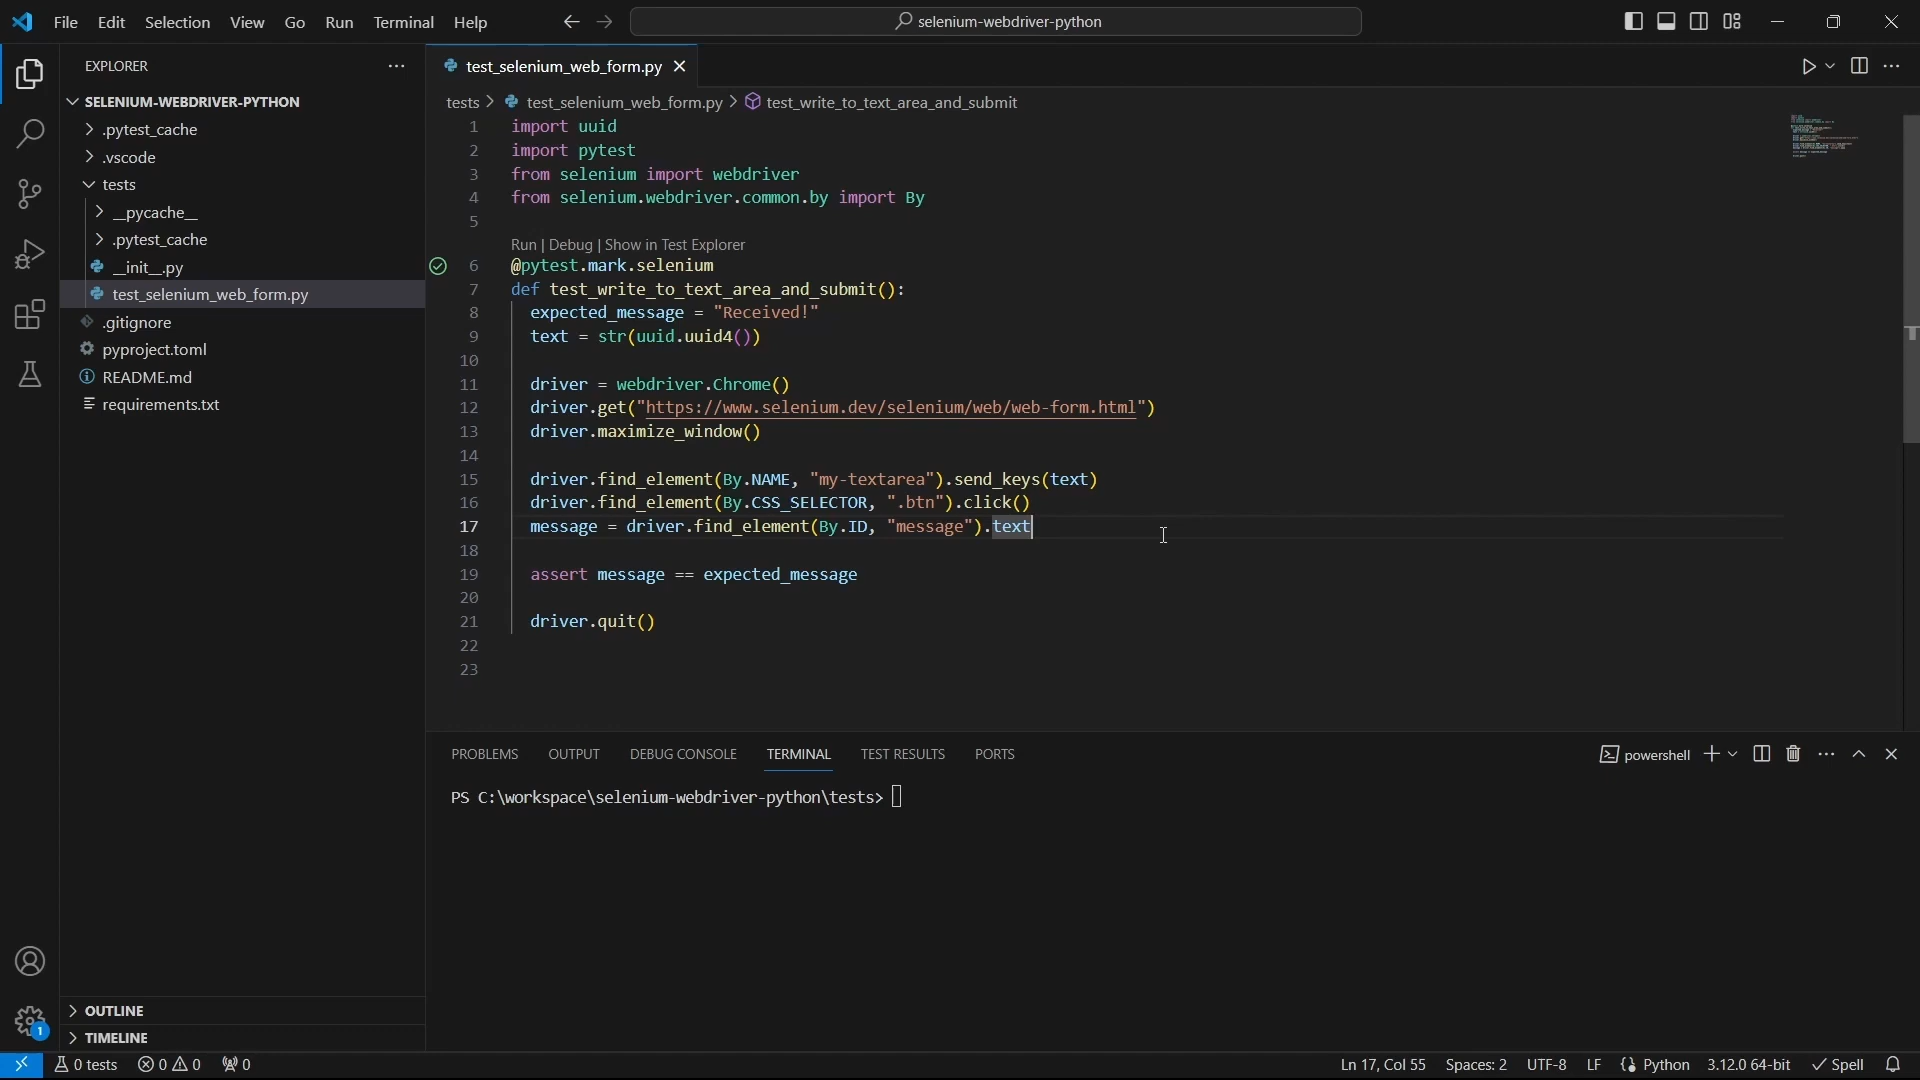 File Edit Selection View Go Run Terminal Help
selenium-webdriver-python
EXPLORER
SELENIUM-WEBDRIVER-PYTHON
.pytest_cache
.vscode
tests
__pycache__
.pytest_cache
__init__.py
test_selenium_web_form.py
.gitignore
pyproject.toml
README.md
requirements.txt
OUTLINE
TIMELINE
test_selenium_web_form.py
tests > test_selenium_web_form.py > test_write_to_text_area_and_submit
1 import uuid
2 import pytest
3 from selenium import webdriver
4 from selenium.webdriver.common.by import By
5
Run | Debug | Show in Test Explorer
6 @pytest.mark.selenium
7 def test_write_to_text_area_and_submit():
8 expected_message = "Received!"
9 text = str(uuid.uuid4())
10
11 driver = webdriver.Chrome()
12 driver.get("https://www.selenium.dev/selenium/web/web-form.html")
13 driver.maximize_window()
14
15 driver.find_element(By.NAME, "my-textarea").send_keys(text)
16 driver.find_element(By.CSS_SELECTOR, ".btn").click()
17 message = driver.find_element(By.ID, "message").text
18
19 assert message == expected_message
20
21 driver.quit()
22
23
PROBLEMS OUTPUT DEBUG CONSOLE TERMINAL TEST RESULTS PORTS
powershell
PS C:\workspace\selenium-webdriver-python\tests>
1
0 tests 0 0 0
Ln 17, Col 55 Spaces: 2 UTF-8 LF Python 3.12.0 64-bit Spell